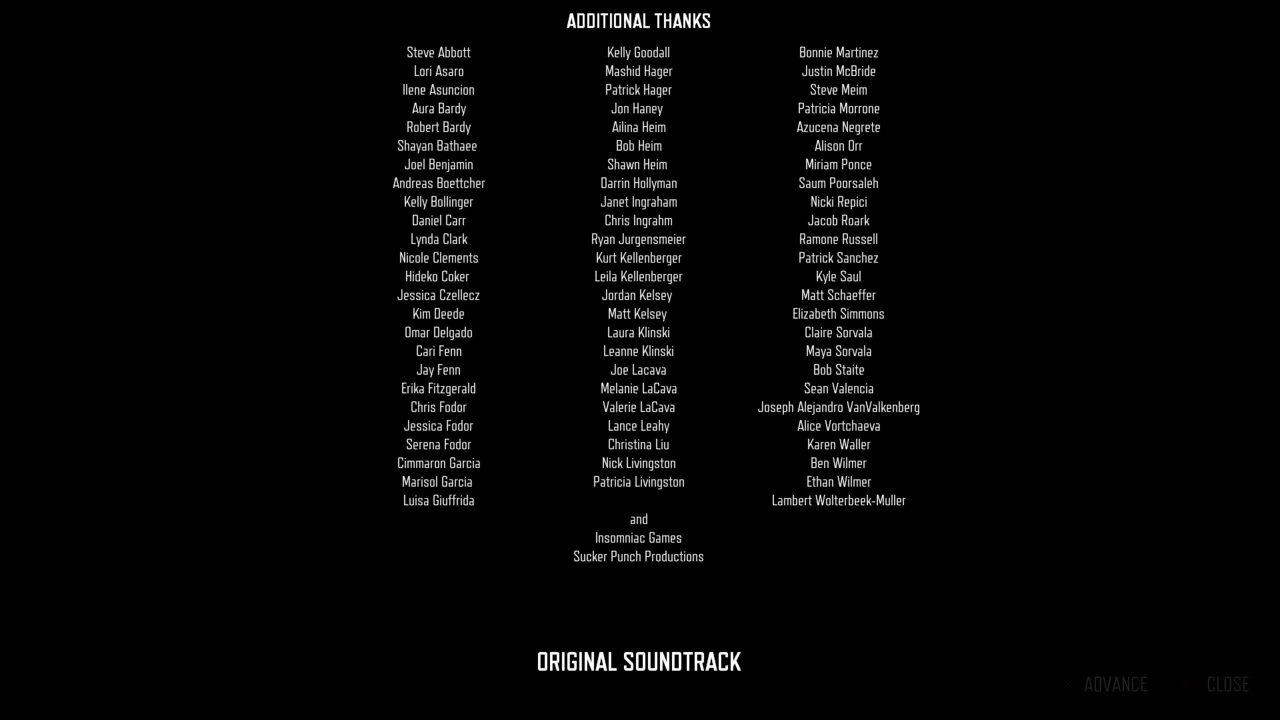 ADDITIONAL THANKS
Steve Abbott
Lori Asaro
Ilene Asuncion
Aura Bardy
Robert Bardy
Shayan Bathaee
Joel Benjamin
Andreas Boettcher
Kelly Bollinger
Daniel Carr
Lynda Clark
Nicole Clements
Hideko Coker
Jessica Czellecz
Kim Deede
Omar Delgado
Cari Fenn
Jay Fenn
Erika Fitzgerald
Chris Fodor
Jessica Fodor
Serena Fodor
Cimmaron Garcia
Marisol Garcia
Luisa Giuffrida
Kelly Goodall
Mashid Hager
Patrick Hager
Jon Haney
Ailina Heim
Bob Heim
Shawn Heim
Darrin Hollyman
Janet Ingraham
Chris Ingrahm
Ryan Jurgensmeier
Kurt Kellenberger
Leila Kellenberger
Jordan Kelsey
Matt Kelsey
Laura Klinski
Leanne Klinski
Joe Lacava
Melanie LaCava
Valerie LaCava
Lance Leahy
Christina Liu
Nick Livingston
Patricia Livingston
Bonnie Martinez
Justin McBride
Steve Meim
Patricia Morrone
Azucena Negrete
Alison Orr
Miriam Ponce
Saum Poorsaleh
Nicki Repici
Jacob Roark
Ramone Russell
Patrick Sanchez
Kyle Saul
Matt Schaeffer
Elizabeth Simmons
Claire Sorvala
Maya Sorvala
Bob Staite
Sean Valencia
Joseph Alejandro VanValkenberg
Alice Vortchaeva
Karen Waller
Ben Wilmer
Ethan Wilmer
Lambert Wolterbeek-Muller
and
Insomniac Games
Sucker Punch Productions
ORIGINAL SOUNDTRACK
ADVANCE CLOSE